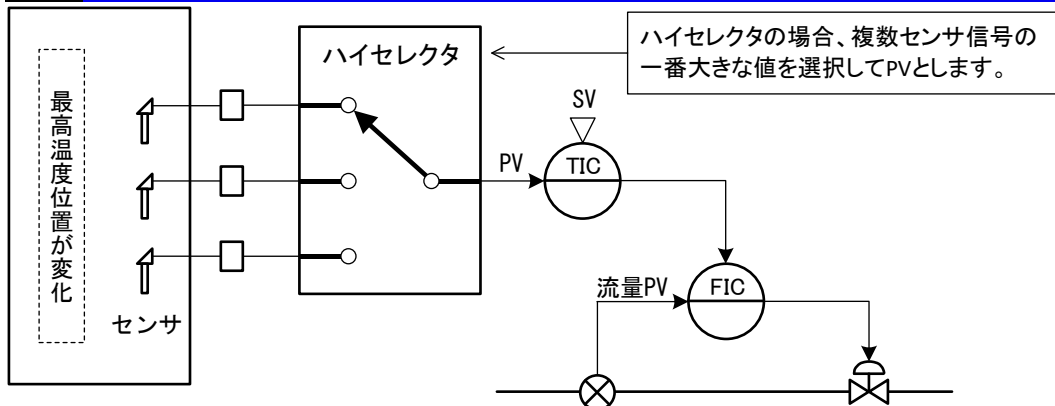 ハイセレクタ
ハイセレクタの場合、複数センサ信号の
一番大きな値を選択してPVとします。
最高温度位置が変化
センサ
SV
PV
TIC
流量PV
FIC